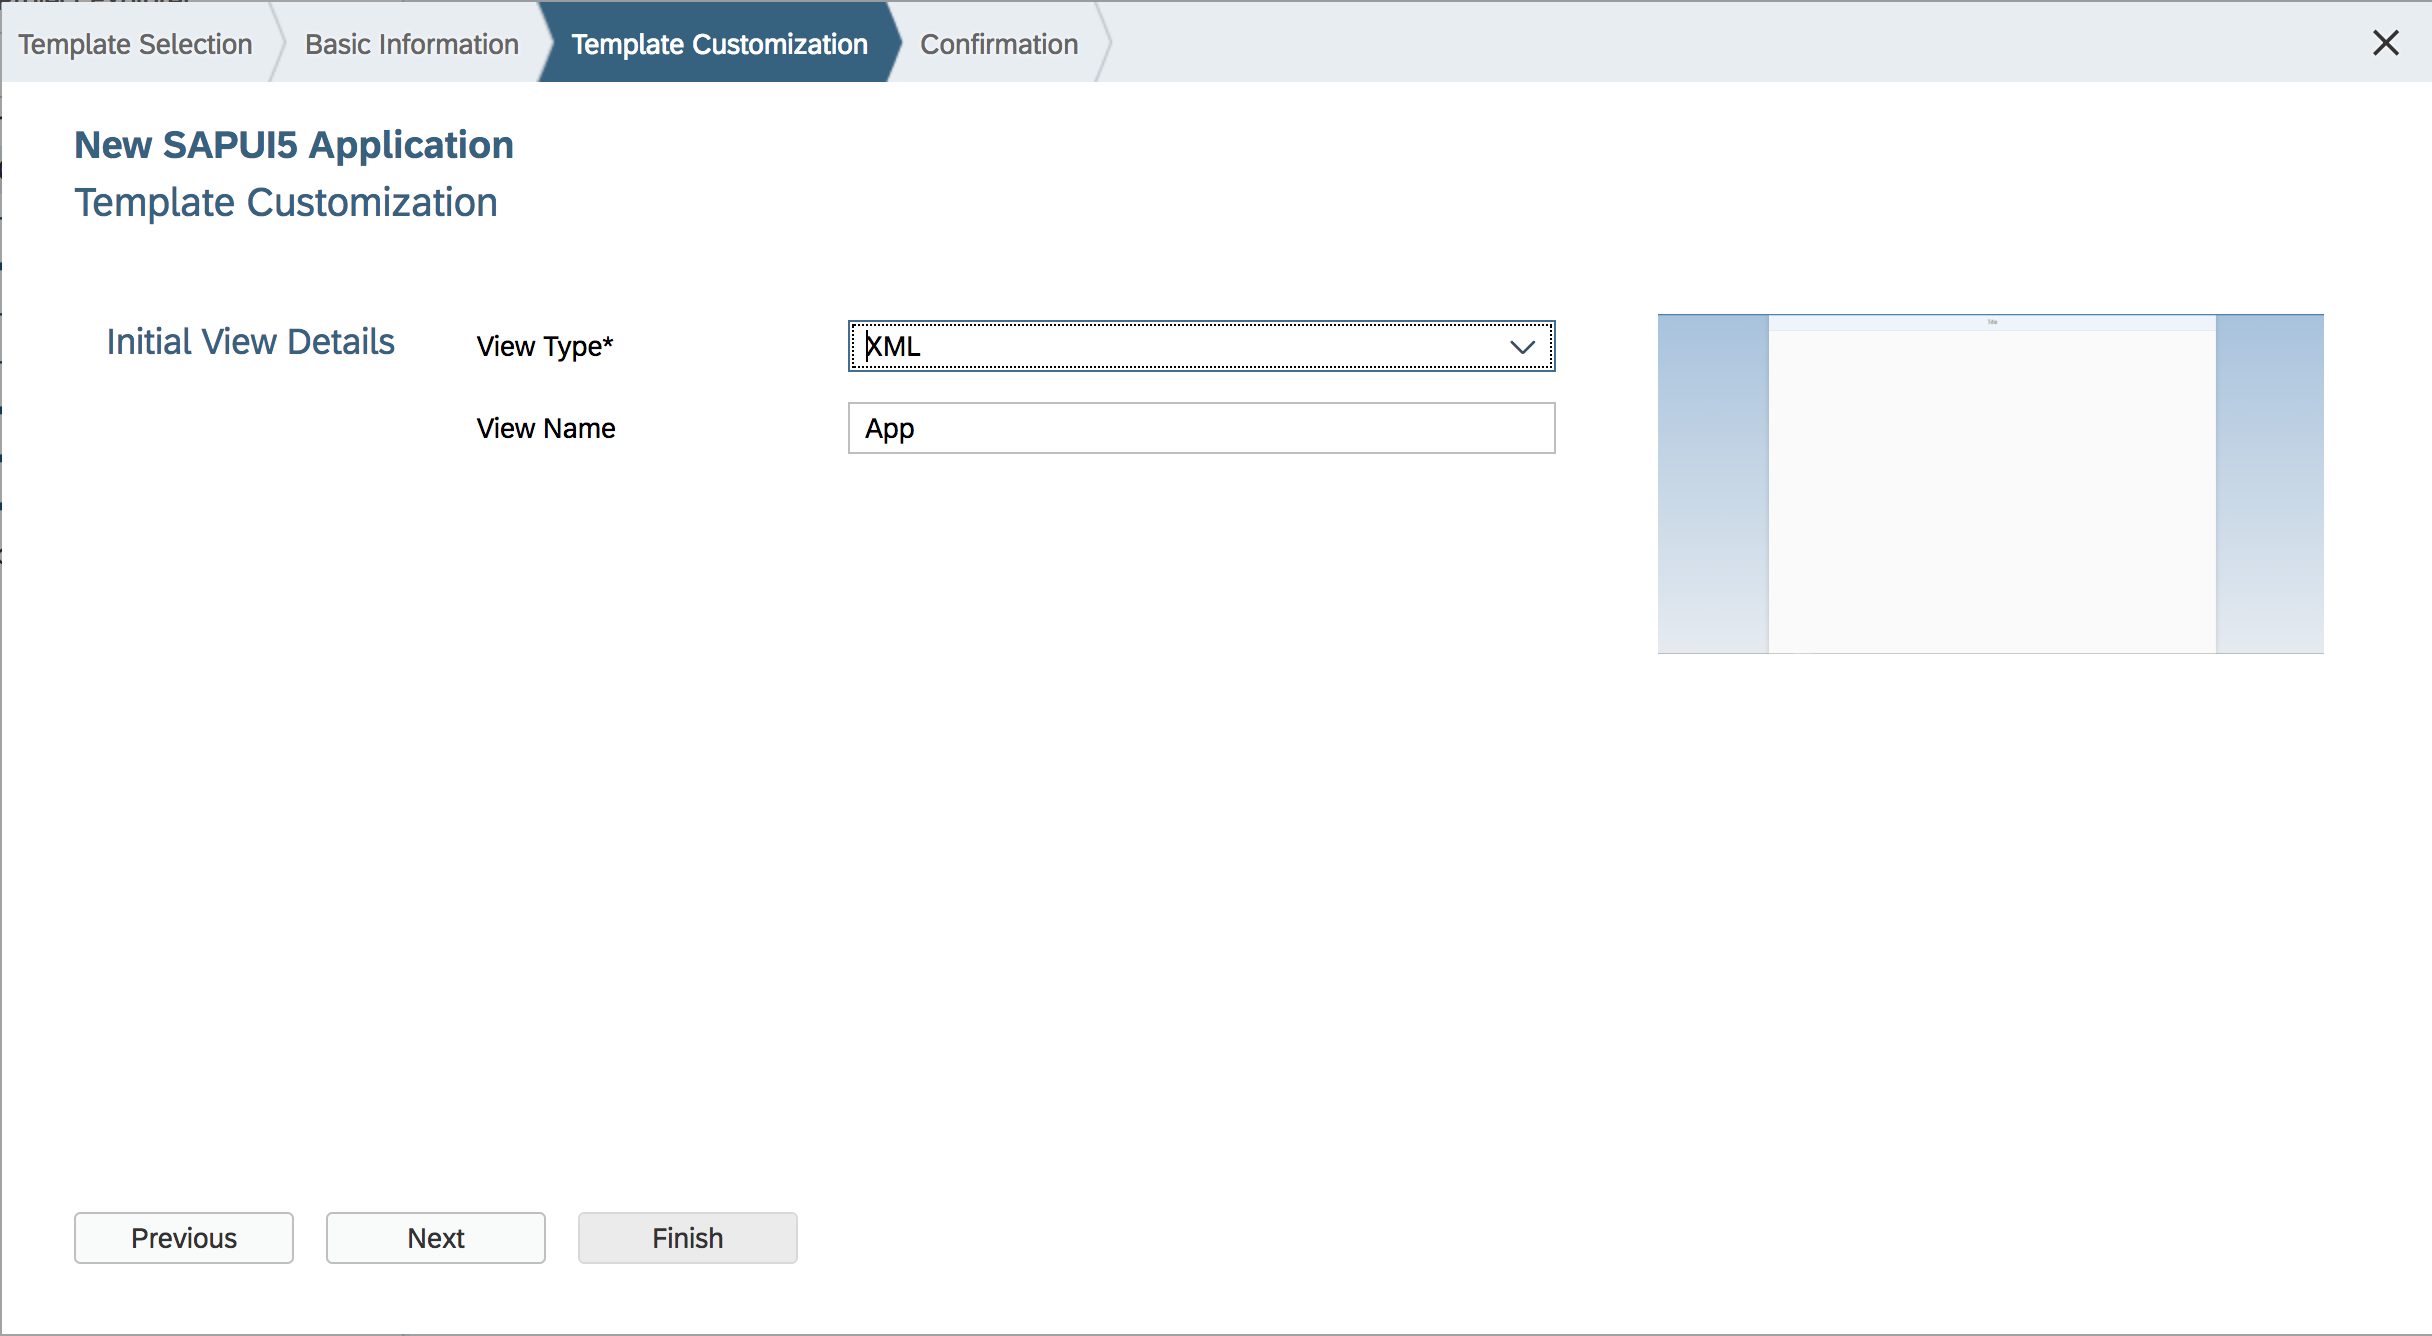 Template Selection
Basic Information
Template Customization
Confirmation
New SAPUI5 Application
Template Customization
Initial View Details
View Type*
XML
View Name
App
Title
Previous
Next
Finish